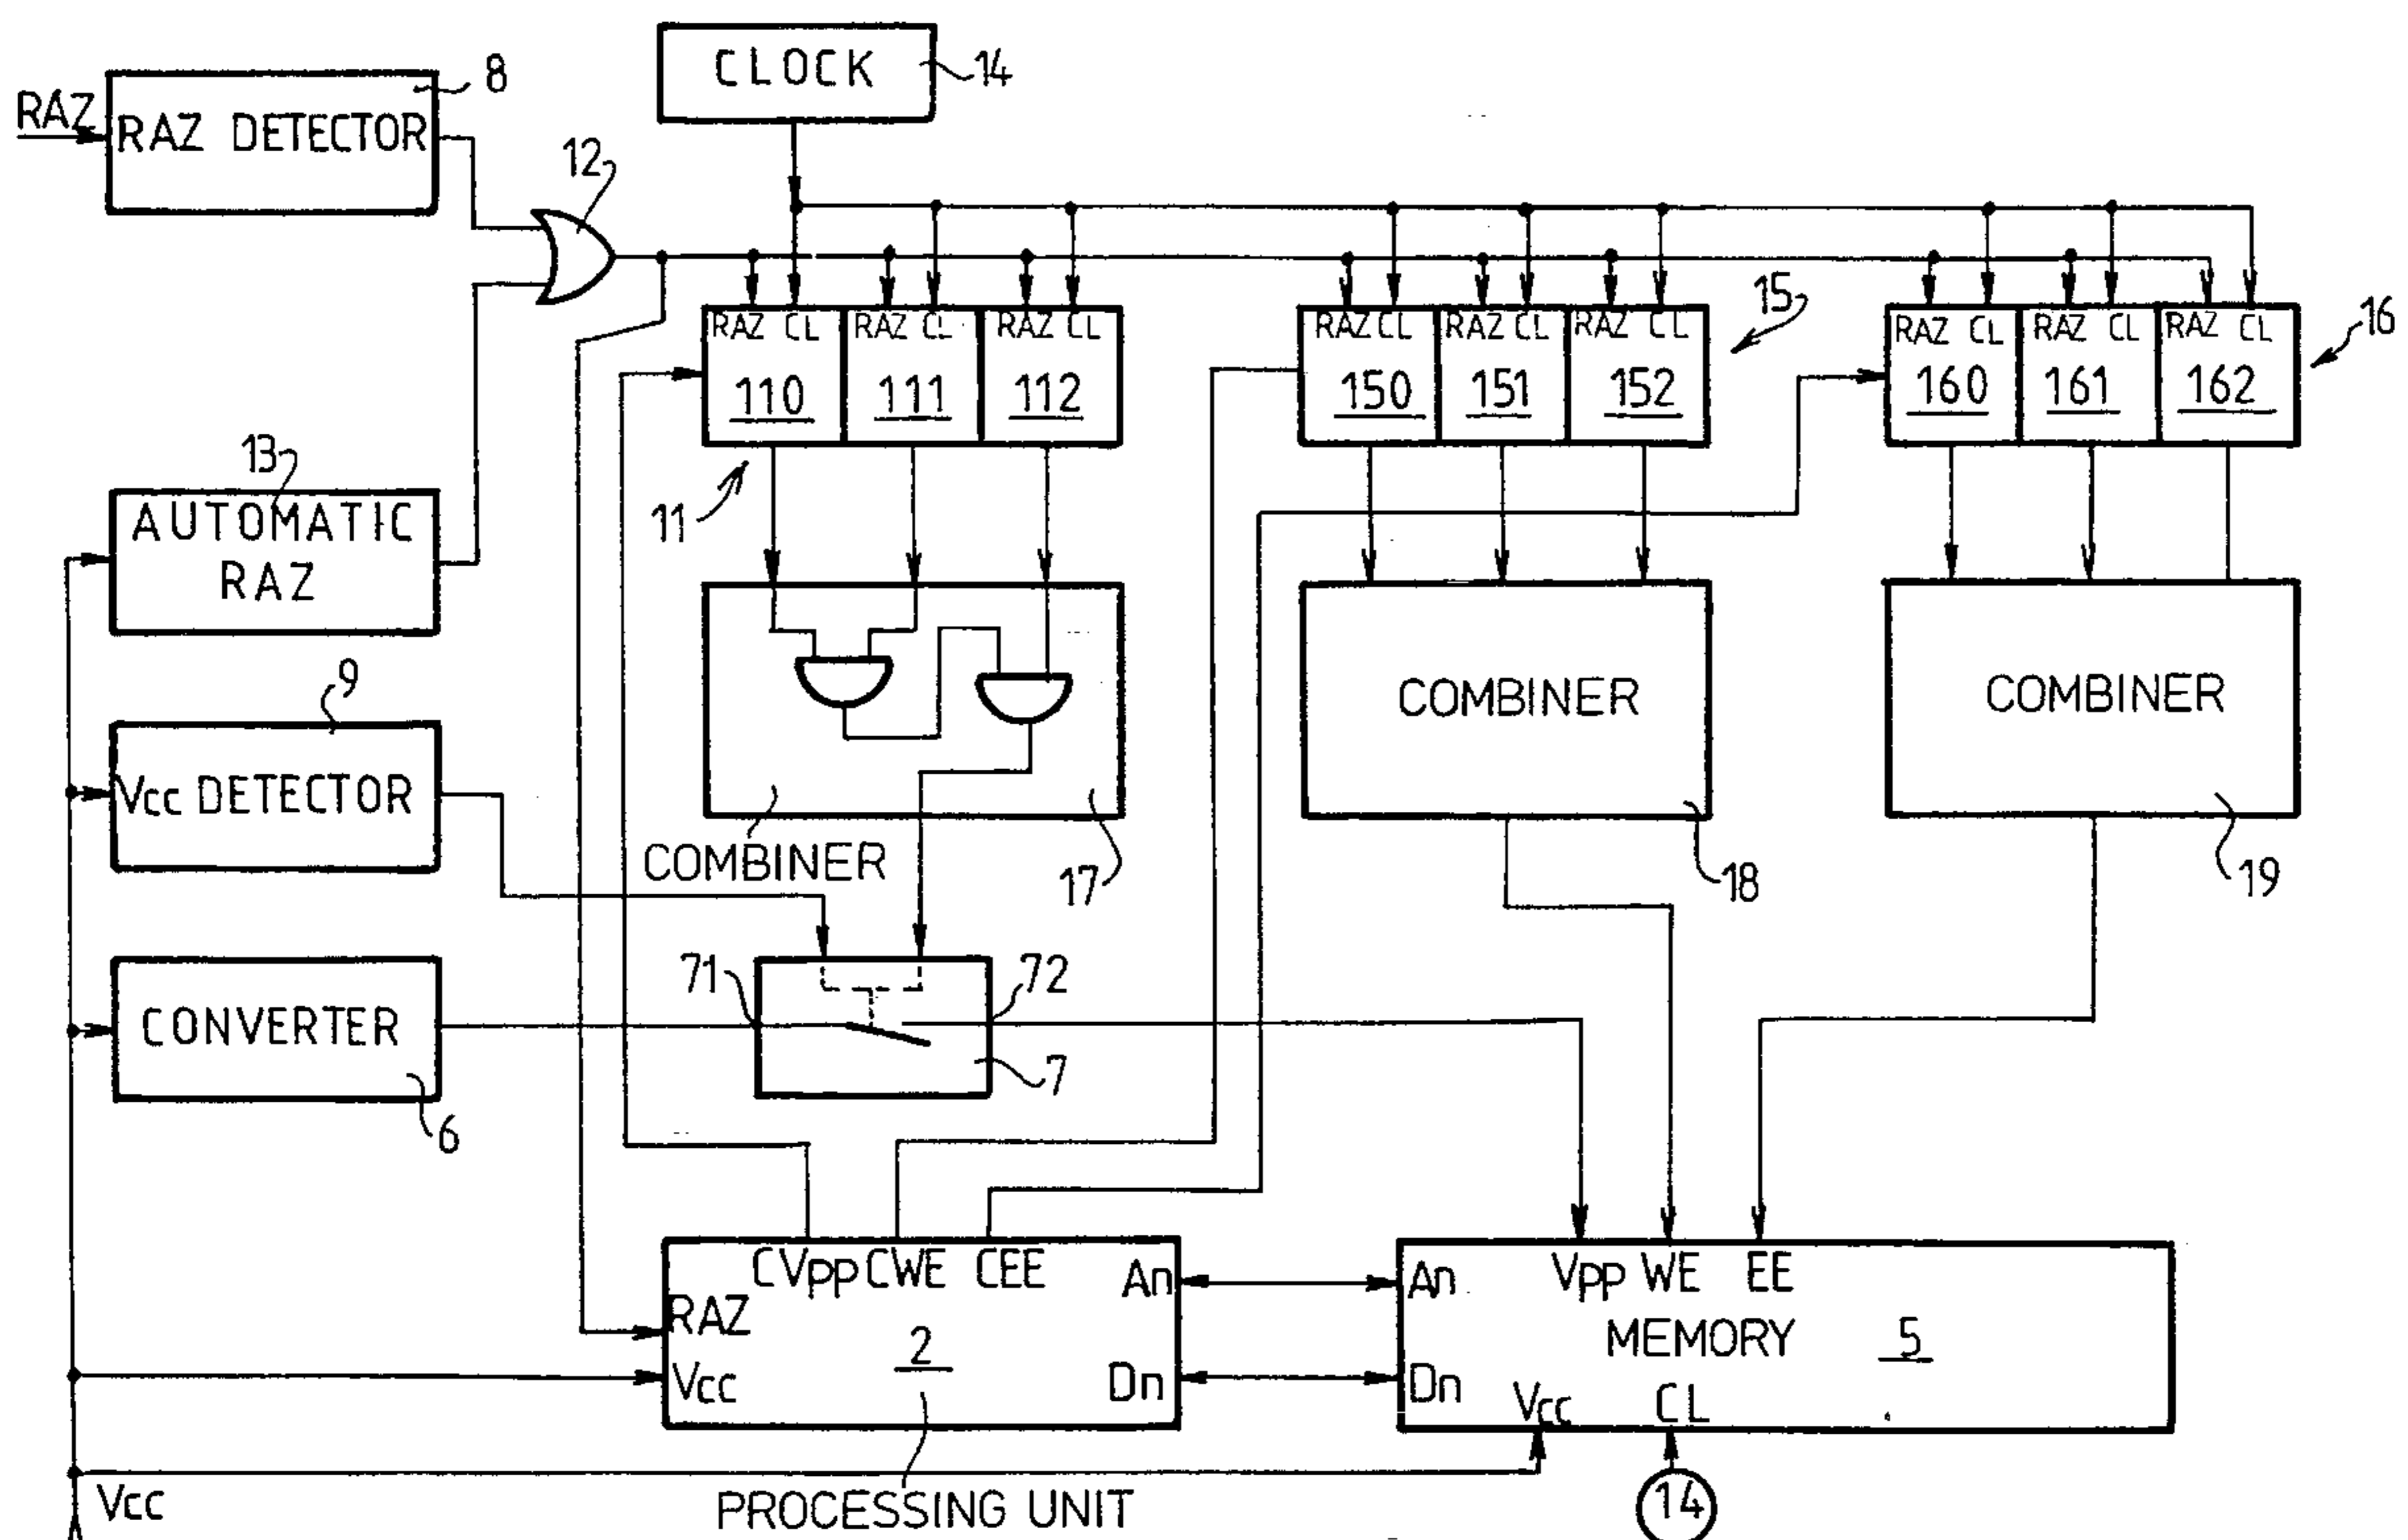 CLOCK
14
8
RAZ
RAZ DETECTOR
12
15
16
RAZ CL RAZ CL RAZ CL
110 111 112
RAZ CL RAZ CL RAZ CL
150 151 152
RAZ CL RAZ CL RAZ CL
160 161 162
13
11
AUTOMATIC
RAZ
9
Vcc DETECTOR
COMBINER
17
COMBINER
18
COMBINER
19
71
72
CONVERTER
7
6
CVpp CWE CEE
An
RAZ
2
Vcc
Dn
An
Vpp WE EE
MEMORY 5
Dn
Vcc CL
Vcc
PROCESSING UNIT
14